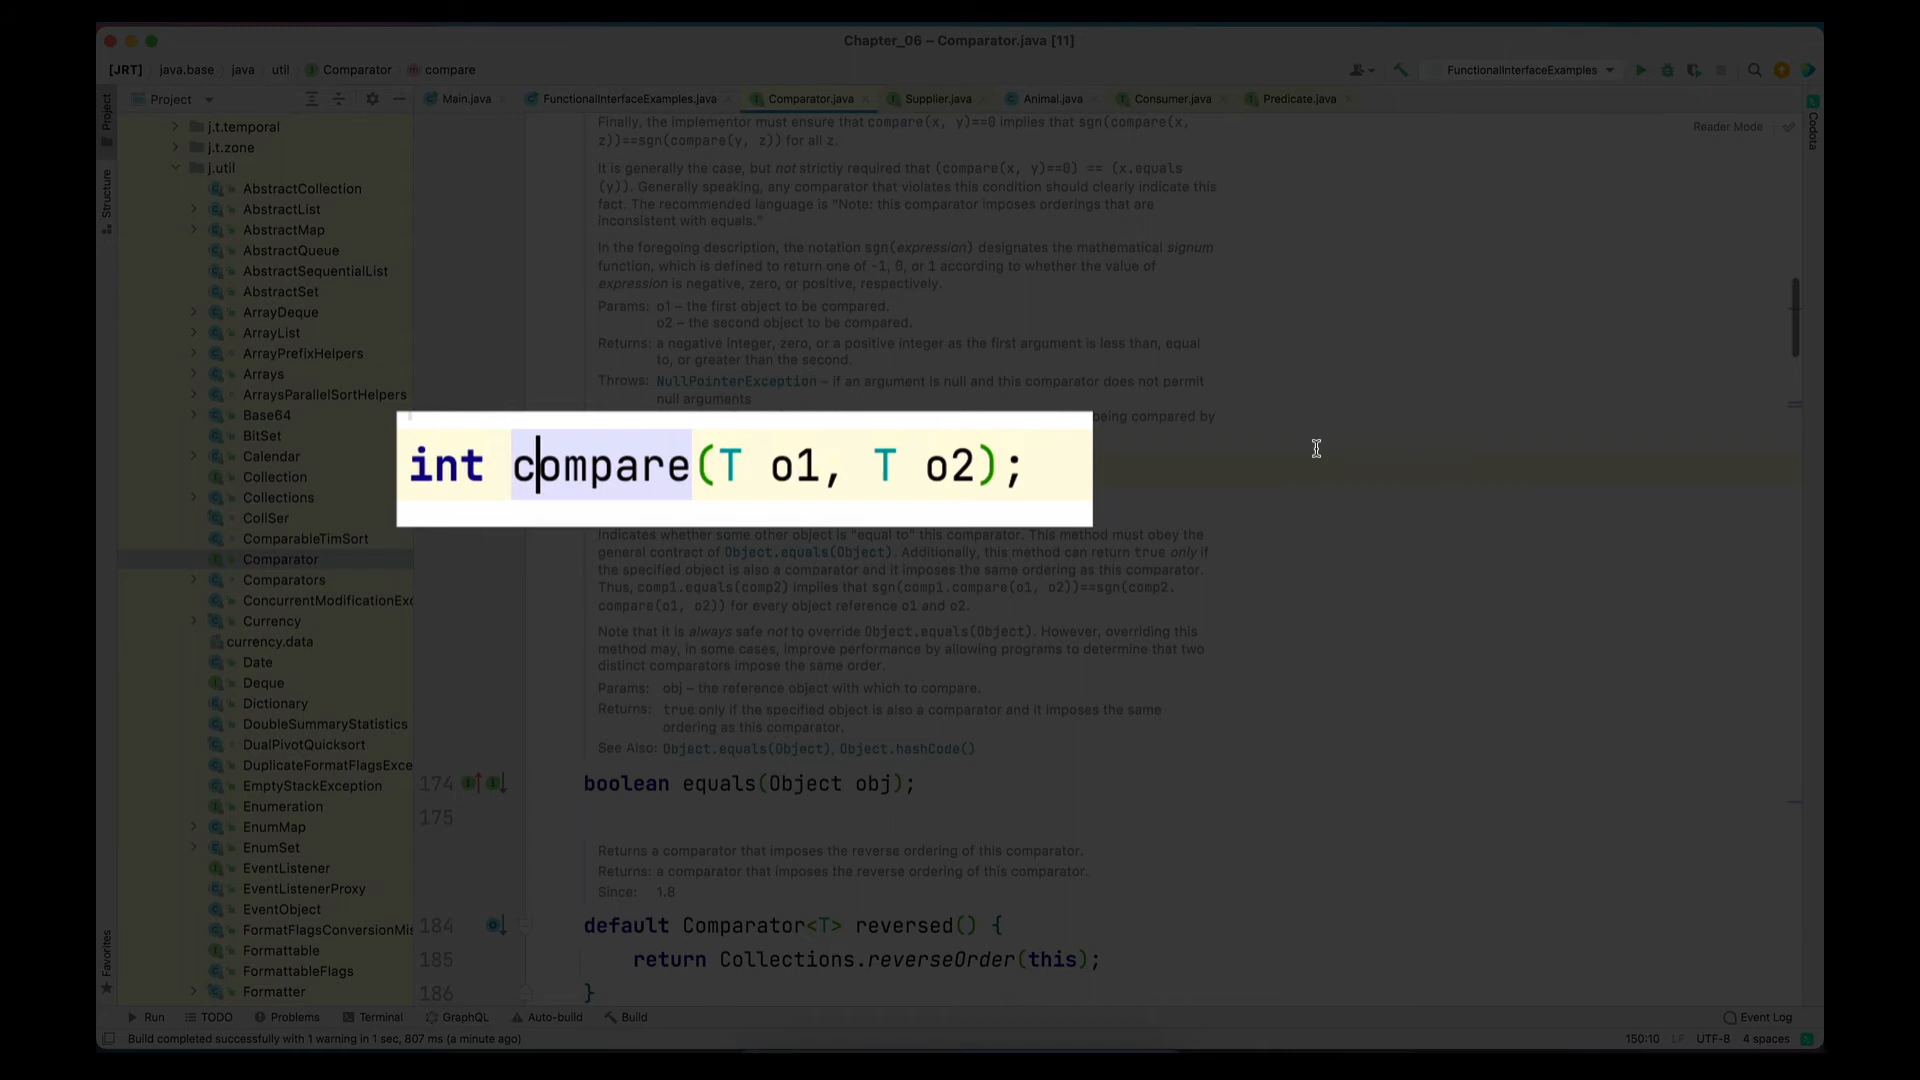 Chapter_06 – Comparator.java [11]
[JRT] java.base java util Comparator compare
FunctionalInterfaceExamples
Project
Main.java FunctionalInterfaceExamples.java Comparator.java Supplier.java Animal.java Consumer.java Predicate.java
Project
Structure
Favorites
Codota
Reader Mode
j.t.temporal
j.t.zone
j.util
AbstractCollection
AbstractList
AbstractMap
AbstractQueue
AbstractSequentialList
AbstractSet
ArrayDeque
ArrayList
ArrayPrefixHelpers
Arrays
ArraysParallelSortHelpers
Base64
BitSet
Calendar
Collection
Collections
CollSer
ComparableTimSort
Comparator
Comparators
ConcurrentModificationExc
Currency
currency.data
Date
Deque
Dictionary
DoubleSummaryStatistics
DualPivotQuicksort
DuplicateFormatFlagsExce
EmptyStackException
Enumeration
EnumMap
EnumSet
EventListener
EventListenerProxy
EventObject
FormatFlagsConversionMis
Formattable
FormattableFlags
Formatter
Finally, the implementor must ensure that compare(x, y)==0 implies that sgn(compare(x,
z))==sgn(compare(y, z)) for all z.
It is generally the case, but not strictly required that (compare(x, y)==0) == (x.equals
(y)). Generally speaking, any comparator that violates this condition should clearly indicate this
fact. The recommended language is "Note: this comparator imposes orderings that are
inconsistent with equals."
In the foregoing description, the notation sgn(expression) designates the mathematical signum
function, which is defined to return one of -1, 0, or 1 according to whether the value of
expression is negative, zero, or positive, respectively.
Params: o1 – the first object to be compared.
o2 – the second object to be compared.
Returns: a negative integer, zero, or a positive integer as the first argument is less than, equal
to, or greater than the second.
Throws: NullPointerException – if an argument is null and this comparator does not permit
null arguments
being compared by
int compare(T o1, T o2);
Indicates whether some other object is "equal to" this comparator. This method must obey the
general contract of Object.equals(Object). Additionally, this method can return true only if
the specified object is also a comparator and it imposes the same ordering as this comparator.
Thus, comp1.equals(comp2) implies that sgn(comp1.compare(o1, o2))==sgn(comp2.
compare(o1, o2)) for every object reference o1 and o2.
Note that it is always safe not to override Object.equals(Object). However, overriding this
method may, in some cases, improve performance by allowing programs to determine that two
distinct comparators impose the same order.
Params: obj – the reference object with which to compare.
Returns: true only if the specified object is also a comparator and it imposes the same
ordering as this comparator.
See Also: Object.equals(Object), Object.hashCode()
174 boolean equals(Object obj);
175
Returns a comparator that imposes the reverse ordering of this comparator.
Returns: a comparator that imposes the reverse ordering of this comparator.
Since: 1.8
184 default Comparator<T> reversed() {
185 return Collections.reverseOrder(this);
186 }
Run TODO Problems Terminal GraphQL Auto-build Build Event Log
Build completed successfully with 1 warning in 1 sec, 807 ms (a minute ago) 150:10 LF UTF-8 4 spaces